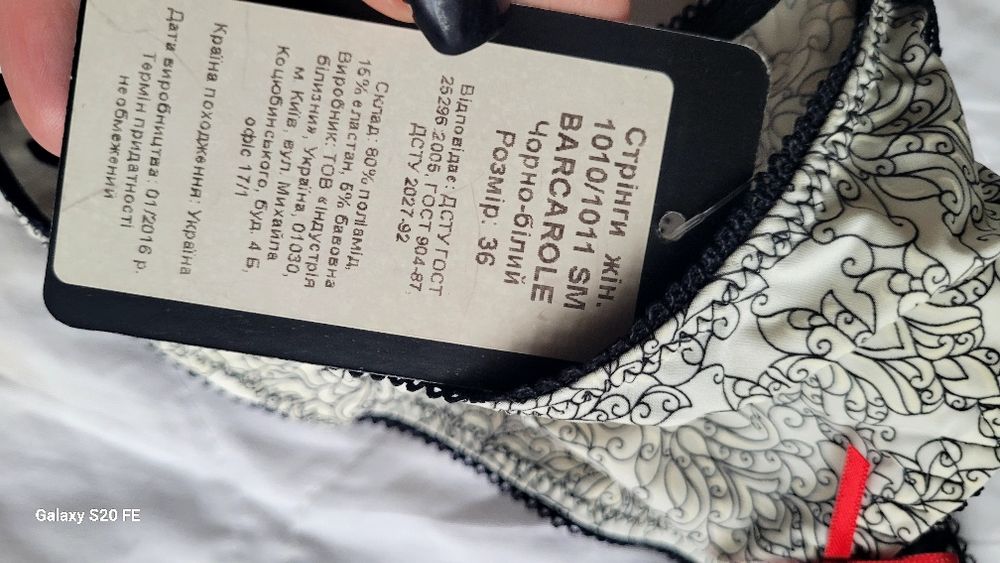 Стрінги жін.
1010/1011 SM
BARCAROLE
Чорно-білий
Розмір: 36
Відповідає: ДСТУ ГОСТ
25296-2005, ГОСТ 904-87,
ДСТУ 2027-92
Склад: 80% поліамід,
15% еластан, 5% бавовна
Виробник: ТОВ «Індустрія
білизни», Україна, 01030,
м. Київ, вул. Михайла
Коцюбинського, буд. 4 Б,
офіс 17/1
Країна походження: Україна
Дата виробництва: 01/2016 р.
Термін придатності
необмежений
Galaxy S20 FE